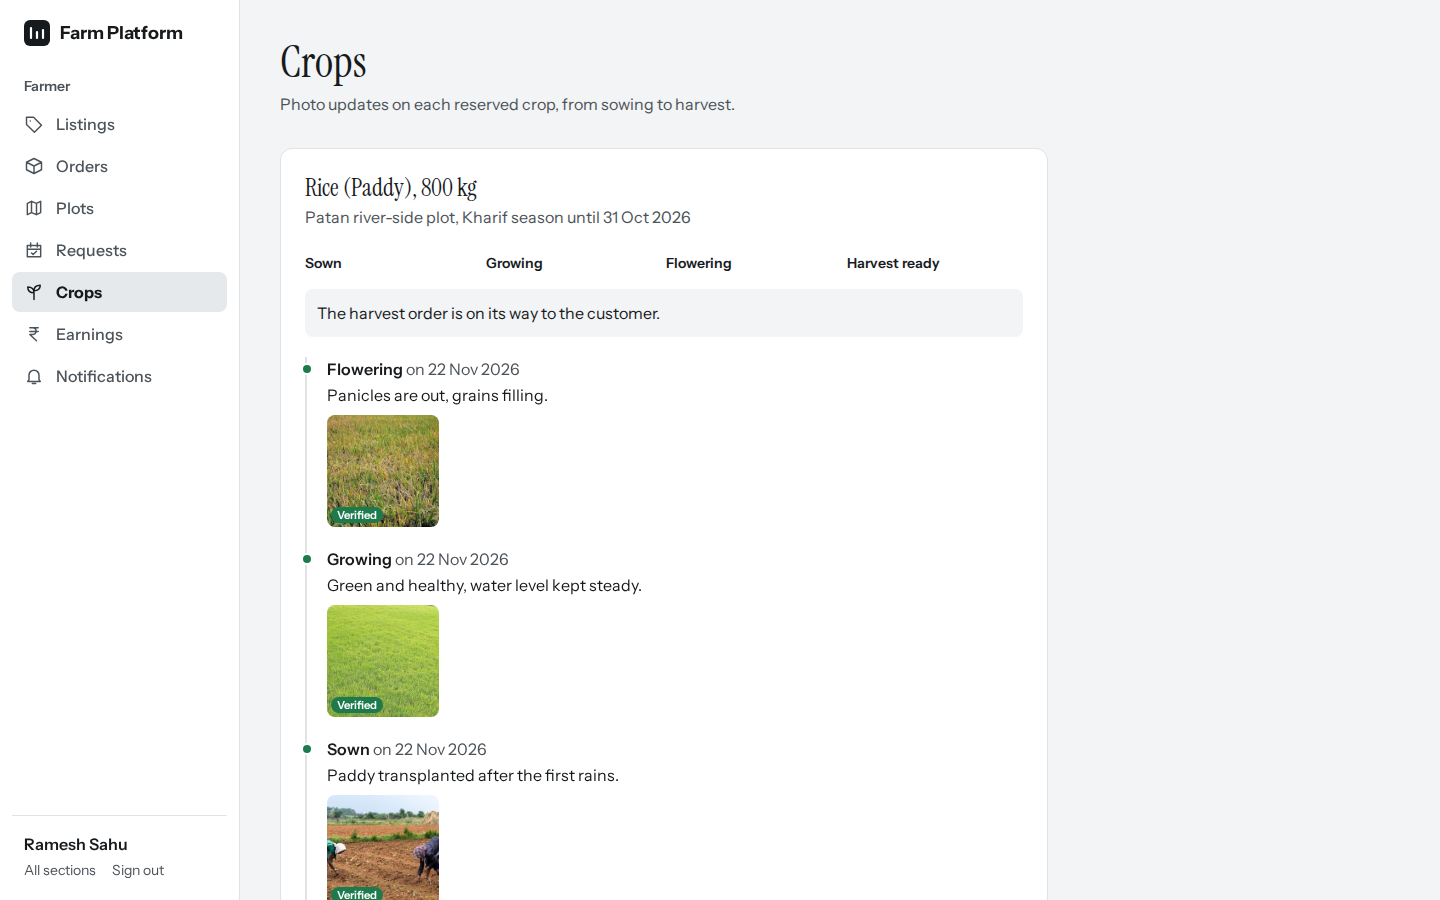 Farm Platform
Farmer
Listings
Orders
Plots
Requests
Crops
Earnings
Notifications
Ramesh Sahu
All sections Sign out
Crops
Photo updates on each reserved crop, from sowing to harvest.
Rice (Paddy), 800 kg
Patan river-side plot, Kharif season until 31 Oct 2026
Sown Growing Flowering Harvest ready
The harvest order is on its way to the customer.
Flowering on 22 Nov 2026
Panicles are out, grains filling.
Verified
Growing on 22 Nov 2026
Green and healthy, water level kept steady.
Verified
Sown on 22 Nov 2026
Paddy transplanted after the first rains.
Verified